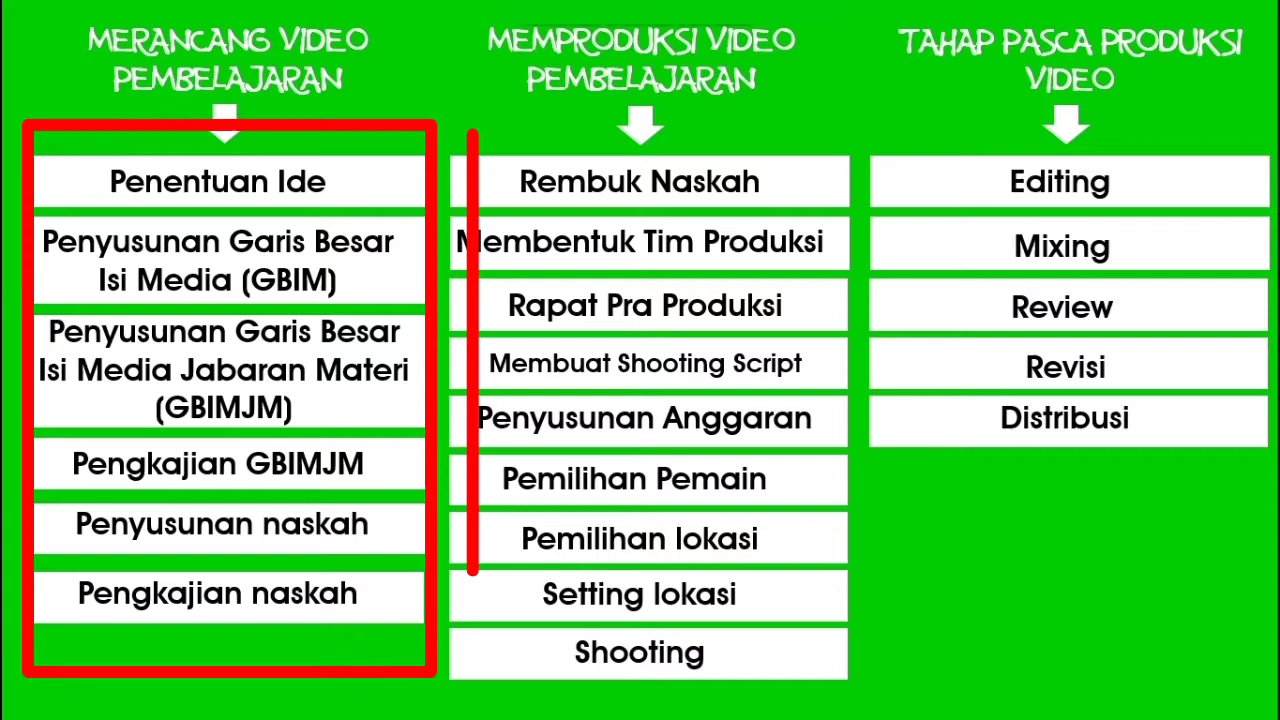 MERANCANG VIDEO
PEMBELAJARAN
Penentuan Ide
Penyusunan Garis Besar
Isi Media (GBIM)
Penyusunan Garis Besar
Isi Media Jabaran Materi
(GBIMJM)
Pengkajian GBIMJM
Penyusunan naskah
Pengkajian naskah
MEMPRODUKSI VIDEO
PEMBELAJARAN
Rembuk Naskah
Membentuk Tim Produksi
Rapat Pra Produksi
Membuat Shooting Script
Penyusunan Anggaran
Pemilihan Pemain
Pemilihan lokasi
Setting lokasi
Shooting
TAHAP PASCA PRODUKSI
VIDEO
Editing
Mixing
Review
Revisi
Distribusi